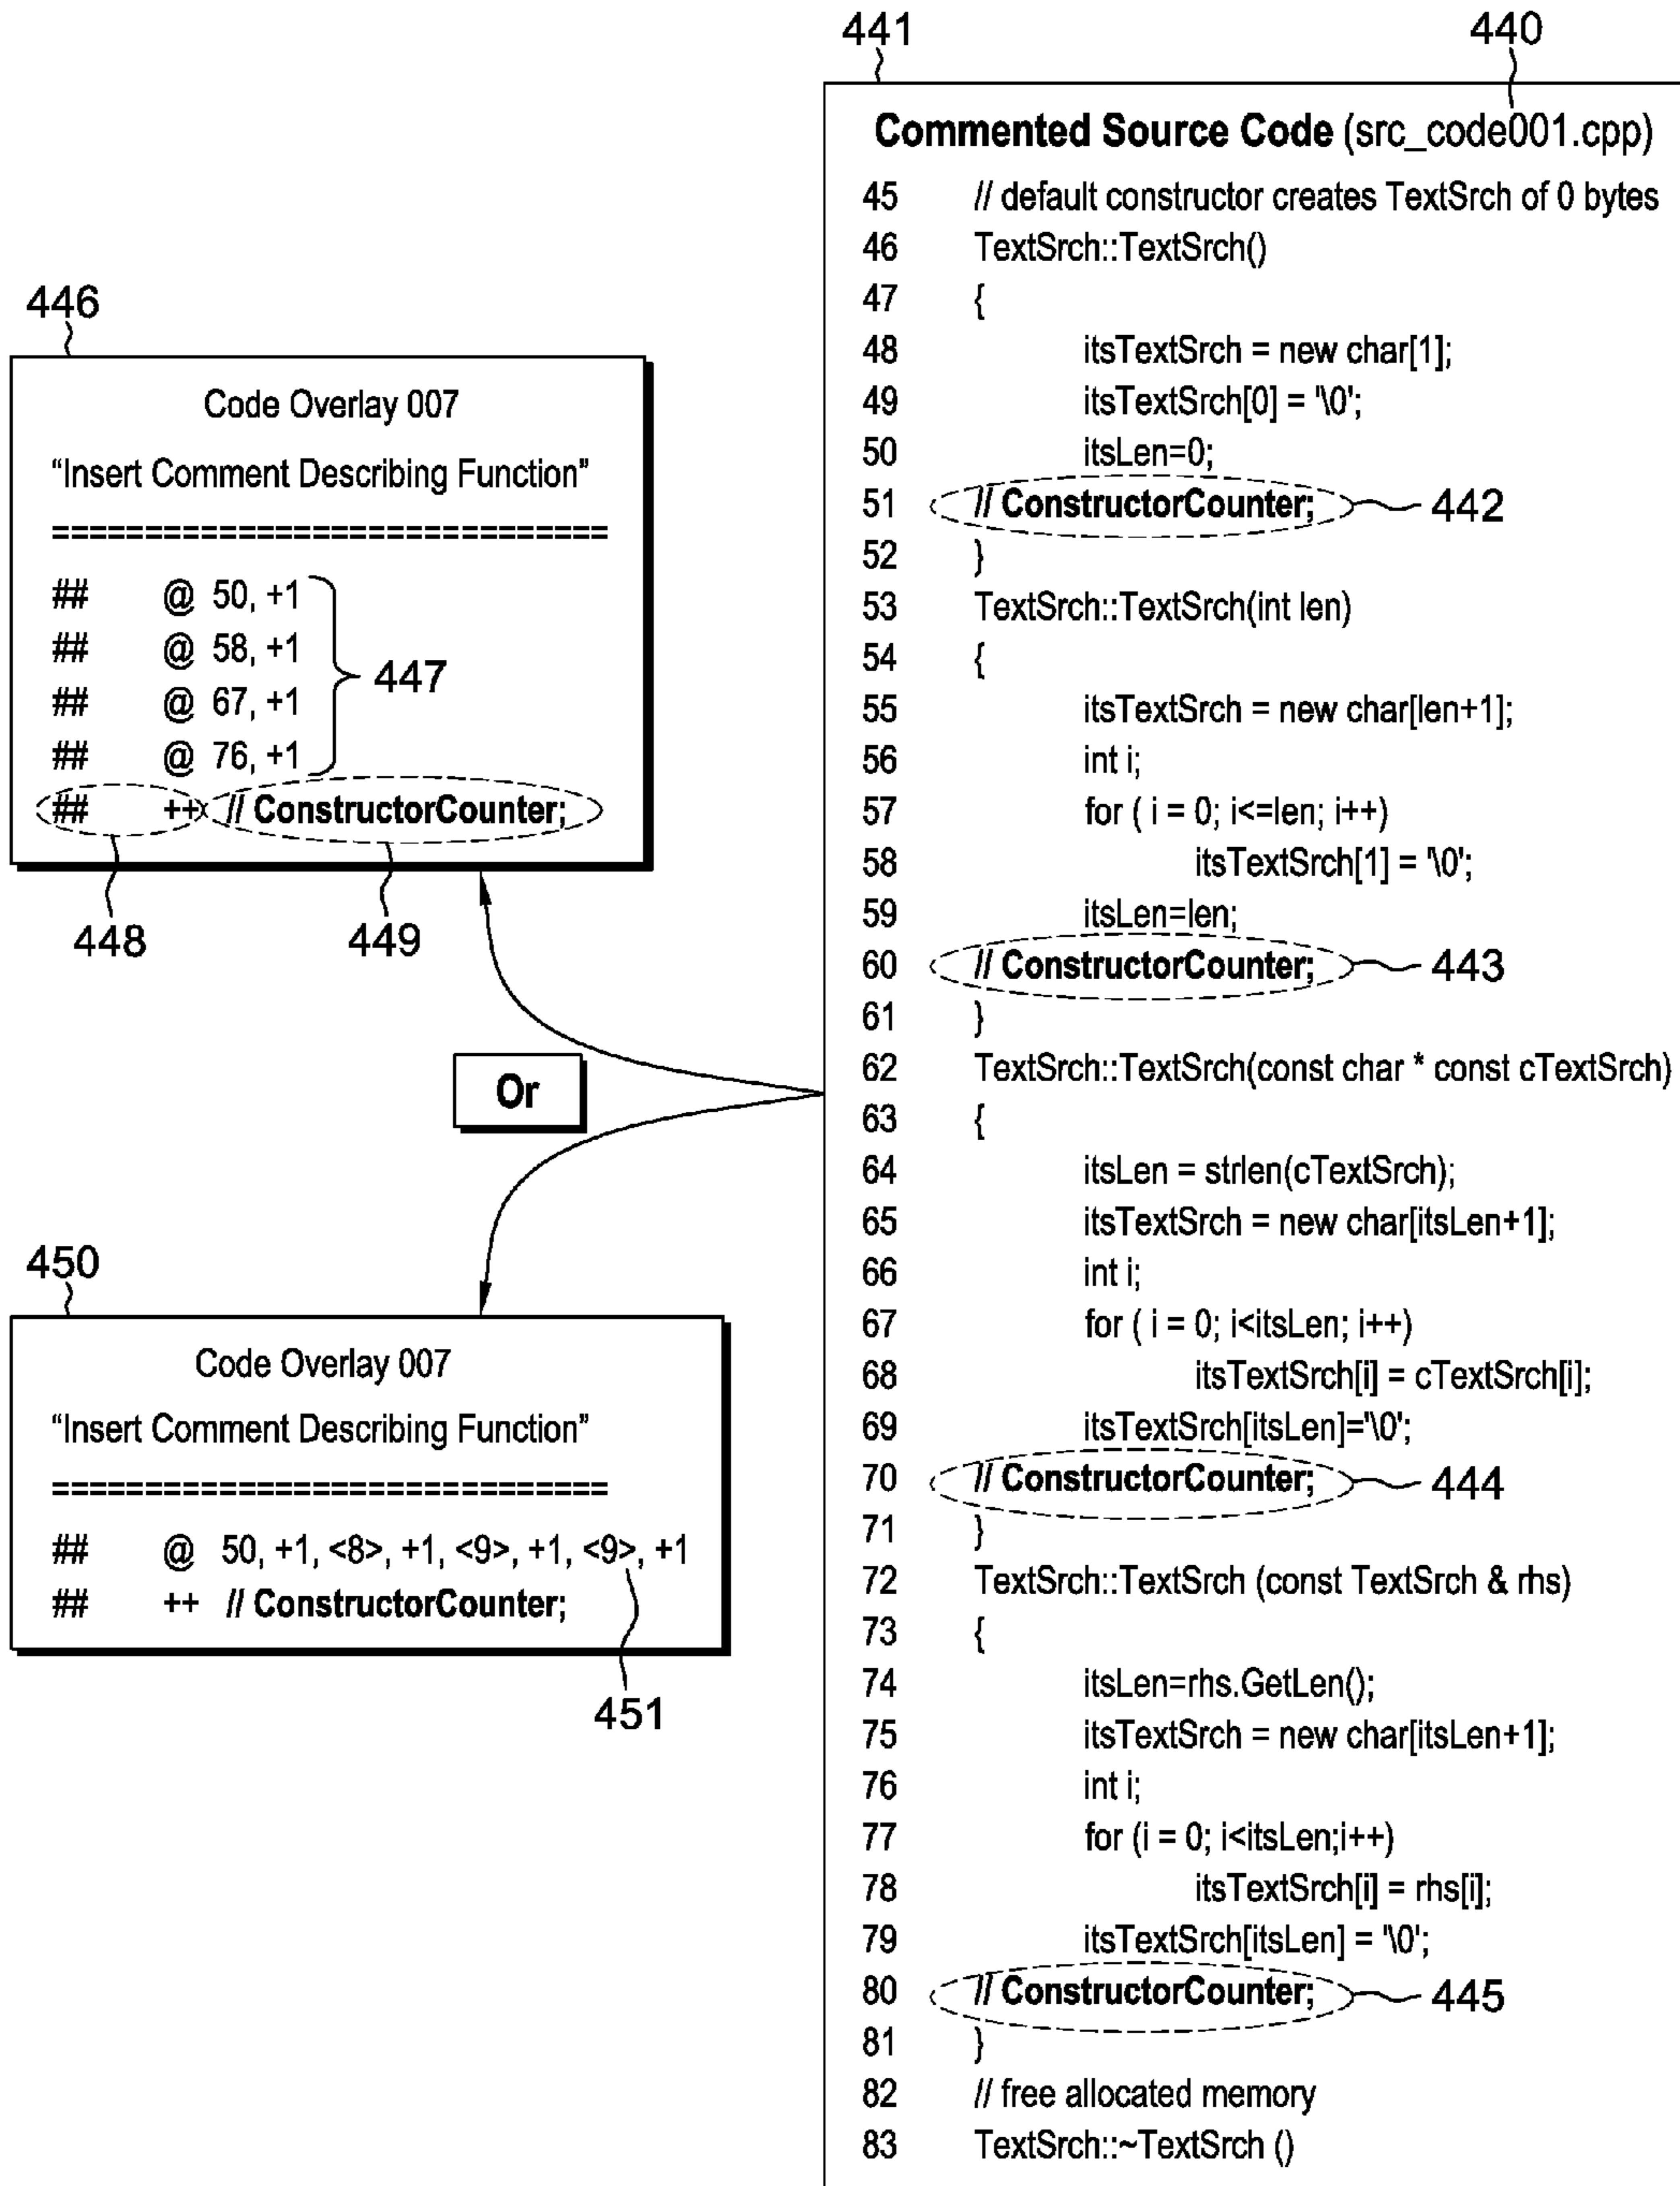 446
Code Overlay 007
“Insert Comment Describing Function”
==============================
## @ 50, +1
## @ 58, +1
## @ 67, +1
## @ 76, +1
447
## ++ // ConstructorCounter;
448
449
Or
450
Code Overlay 007
“Insert Comment Describing Function”
==============================
## @ 50, +1, <8>, +1, <9>, +1, <9>, +1
## ++ // ConstructorCounter;
451
441
440
Commented Source Code (src_code001.cpp)
45 // default constructor creates TextSrch of 0 bytes
46 TextSrch::TextSrch()
47 {
48 itsTextSrch = new char[1];
49 itsTextSrch[0] = '\0';
50 itsLen=0;
51 // ConstructorCounter; 442
52 }
53 TextSrch::TextSrch(int len)
54 {
55 itsTextSrch = new char[len+1];
56 int i;
57 for ( i = 0; i<=len; i++)
58 itsTextSrch[1] = '\0';
59 itsLen=len;
60 // ConstructorCounter; 443
61 }
62 TextSrch::TextSrch(const char * const cTextSrch)
63 {
64 itsLen = strlen(cTextSrch);
65 itsTextSrch = new char[itsLen+1];
66 int i;
67 for ( i = 0; i<itsLen; i++)
68 itsTextSrch[i] = cTextSrch[i];
69 itsTextSrch[itsLen]='\0';
70 // ConstructorCounter; 444
71 }
72 TextSrch::TextSrch (const TextSrch & rhs)
73 {
74 itsLen=rhs.GetLen();
75 itsTextSrch = new char[itsLen+1];
76 int i;
77 for (i = 0; i<itsLen;i++)
78 itsTextSrch[i] = rhs[i];
79 itsTextSrch[itsLen] = '\0';
80 // ConstructorCounter; 445
81 }
82 // free allocated memory
83 TextSrch::~TextSrch ()